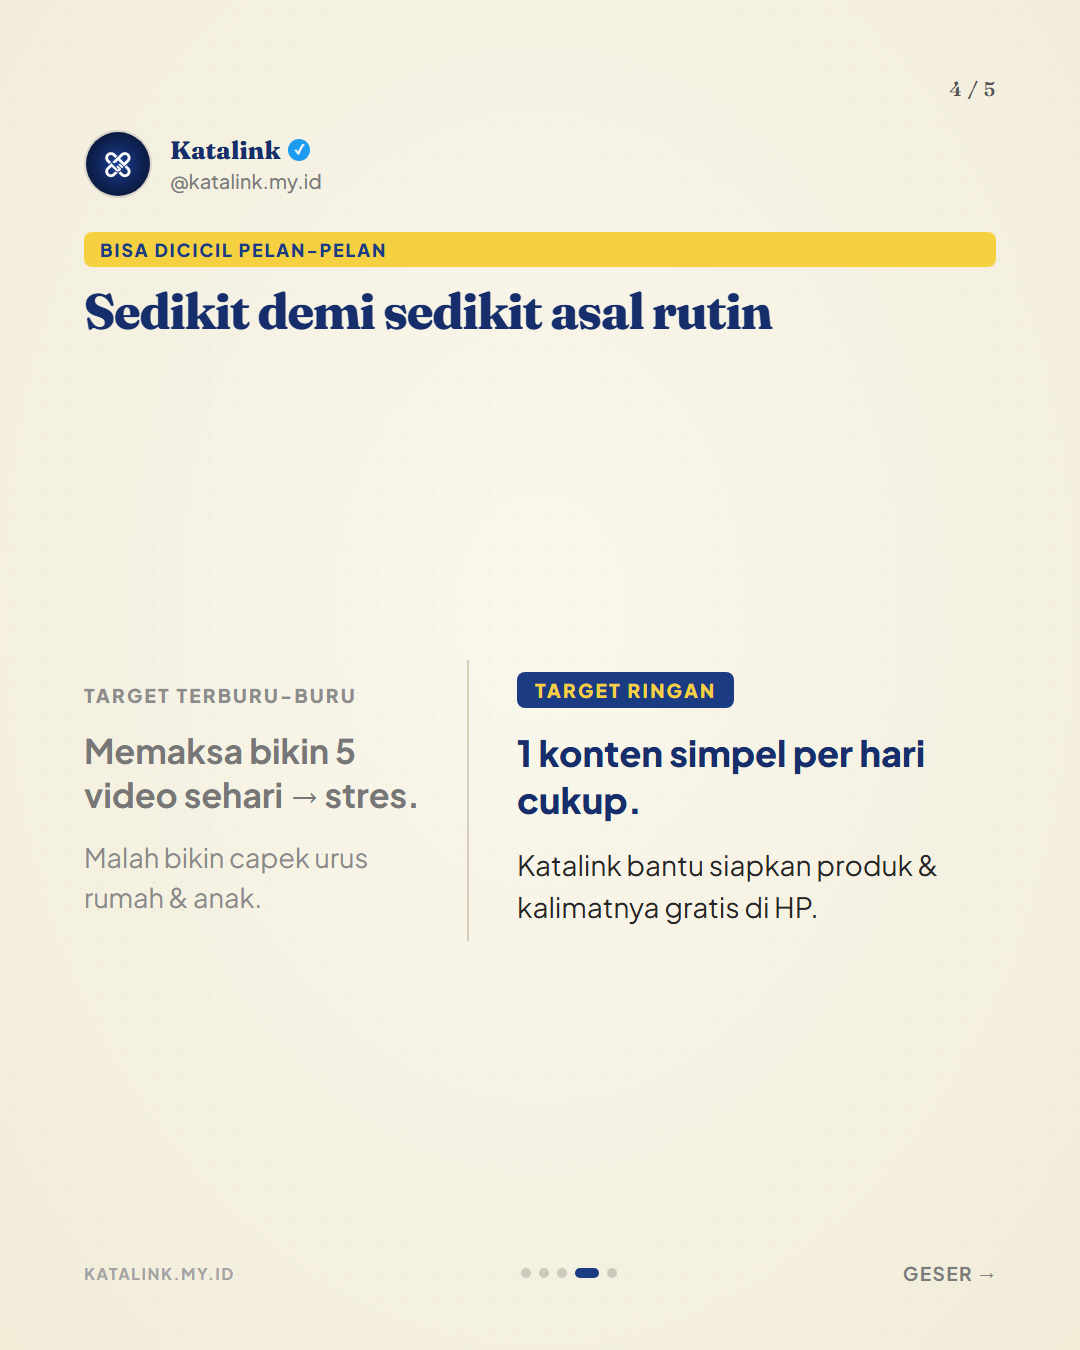 4 / 5
Katalink
@katalink.my.id
BISA DICICIL PELAN-PELAN
Sedikit demi sedikit asal rutin
TARGET TERBURU-BURU
Memaksa bikin 5
video sehari → stres.
Malah bikin capek urus
rumah & anak.
TARGET RINGAN
1 konten simpel per hari
cukup.
Katalink bantu siapkan produk &
kalimatnya gratis di HP.
KATALINK.MY.ID
GESER →